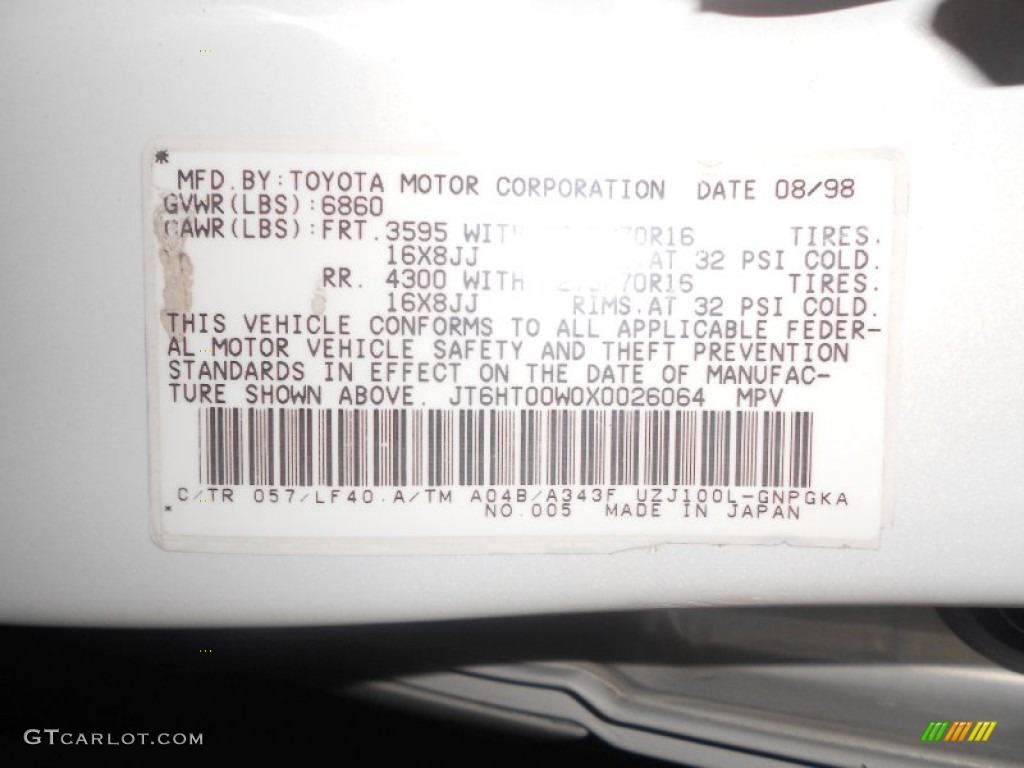 MFD.BY:TOYOTA MOTOR CORPORATION DATE 08/98
GVWR(LBS):6860
GAWR(LBS):FRT.3595 WITH 70R16 TIRES.
16X8JJ AT 32 PSI COLD.
RR. 4300 WITH 70R16 TIRES.
16X8JJ RIMS.AT 32 PSI COLD.
THIS VEHICLE CONFORMS TO ALL APPLICABLE FEDER-
AL MOTOR VEHICLE SAFETY AND THEFT PREVENTION
STANDARDS IN EFFECT ON THE DATE OF MANUFAC-
TURE SHOWN ABOVE. JT6HT00W0X0026064 MPV
C/TR 057/LF40 A/TM A04B/A343F UZJ100L-GNPGKA
NO.005 MADE IN JAPAN
GTCARLOT.COM